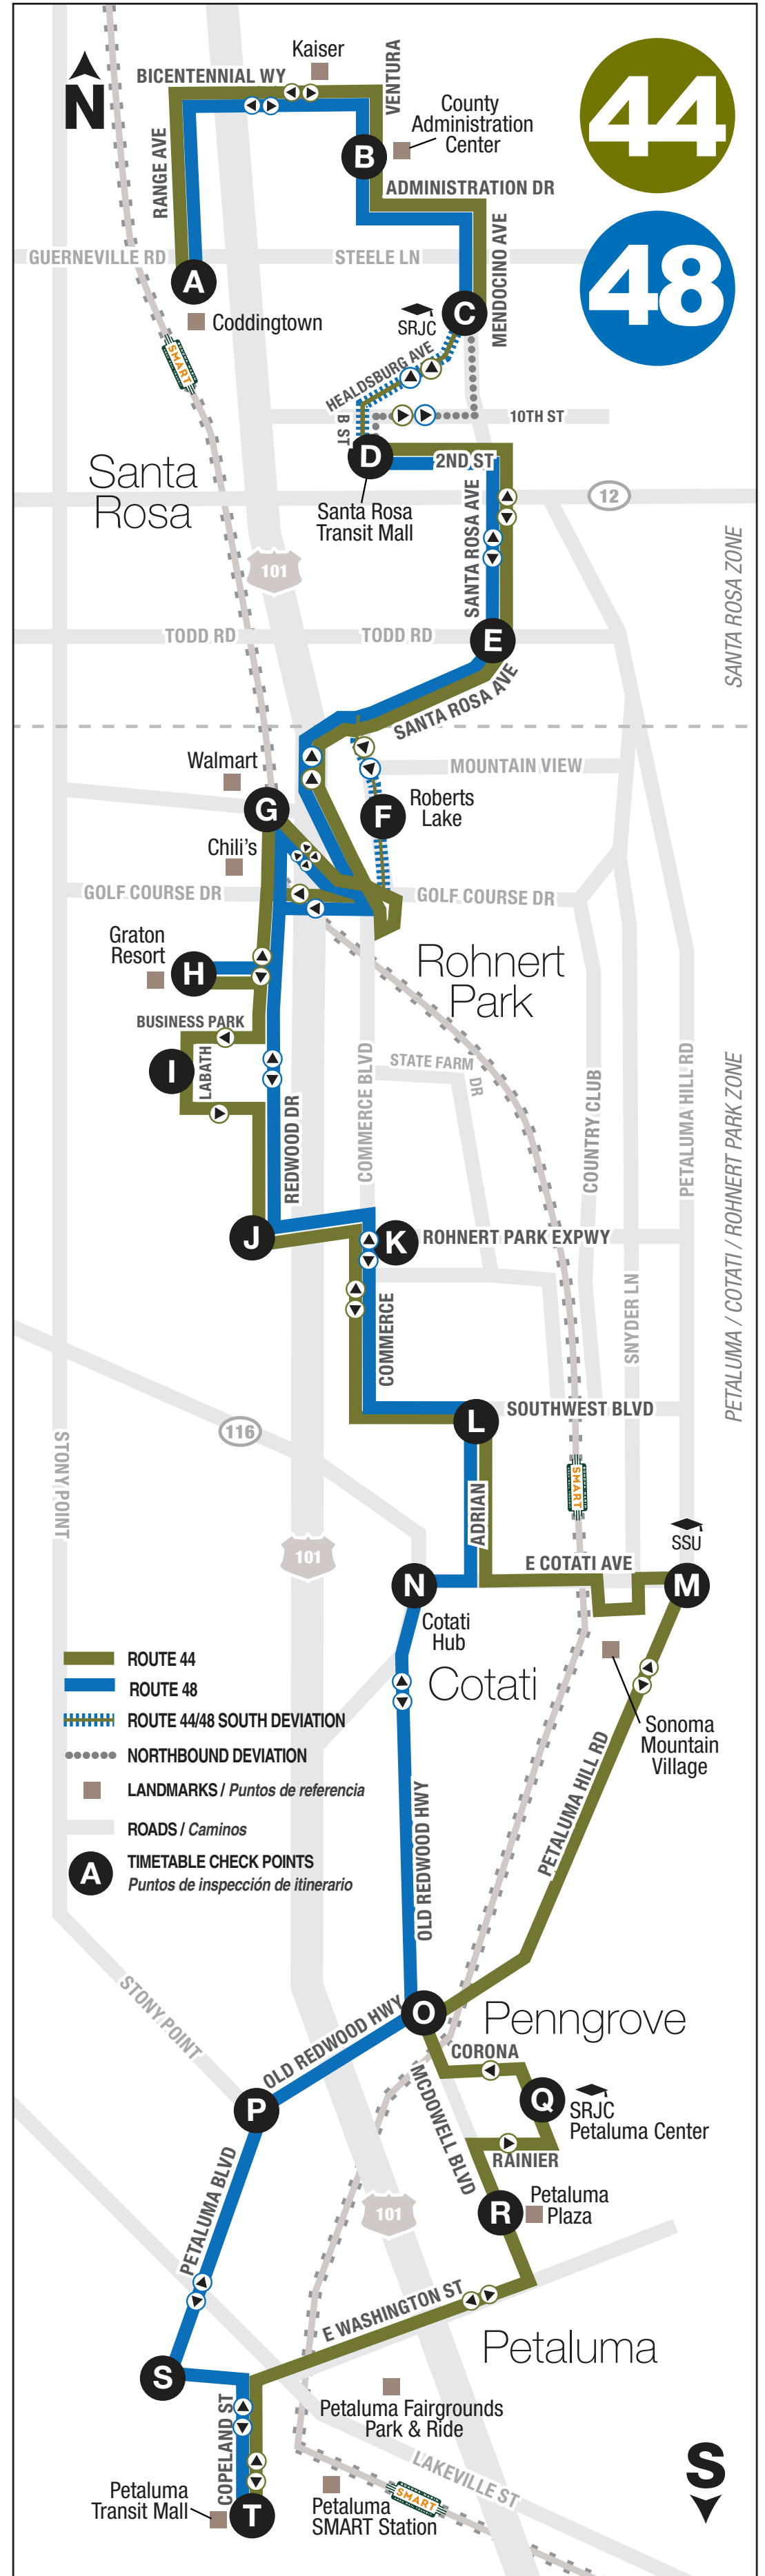 N
Kaiser
BICENTENNIAL WY
VENTURA
44
County
Administration
Center
B
RANGE AVE
ADMINISTRATION DR
MENDOCINO AVE
48
GUERNEVILLE RD
STEELE LN
A
Coddingtown
C
SRJC
SMART
HEALDSBURG AVE
B ST
10TH ST
D
2ND ST
Santa
Rosa
Santa Rosa
Transit Mall
SANTA ROSA AVE
12
101
SANTA ROSA ZONE
TODD RD
TODD RD
E
SANTA ROSA AVE
Walmart
MOUNTAIN VIEW
G
Roberts
Lake
F
Chili's
GOLF COURSE DR
GOLF COURSE DR
Graton
Resort
H
Rohnert
Park
BUSINESS PARK
I
LABATH
STATE FARM
DR
COMMERCE BLVD
COUNTRY CLUB
PETALUMA HILL RD
PETALUMA / COTATI / ROHNERT PARK ZONE
REDWOOD DR
J
K
ROHNERT PARK EXPWY
COMMERCE
SNYDER LN
L
SOUTHWEST BLVD
116
STONY POINT
SMART
ADRIAN
SSU
101
E COTATI AVE
N
M
Cotati
Hub
Cotati
ROUTE 44
ROUTE 48
ROUTE 44/48 SOUTH DEVIATION
NORTHBOUND DEVIATION
LANDMARKS / Puntos de referencia
ROADS / Caminos
A
TIMETABLE CHECK POINTS
Puntos de inspección de itinerario
Sonoma
Mountain
Village
PETALUMA HILL RD
OLD REDWOOD HWY
STONY POINT
O
Penngrove
OLD REDWOOD HWY
CORONA
P
MCDOWELL BLVD
Q
SRJC
Petaluma Center
RAINIER
PETALUMA BLVD
101
R
Petaluma
Plaza
E WASHINGTON ST
Petaluma
S
Petaluma Fairgrounds
Park & Ride
COPELAND ST
LAKEVILLE ST
S
Petaluma
Transit Mall
T
SMART
Petaluma
SMART Station